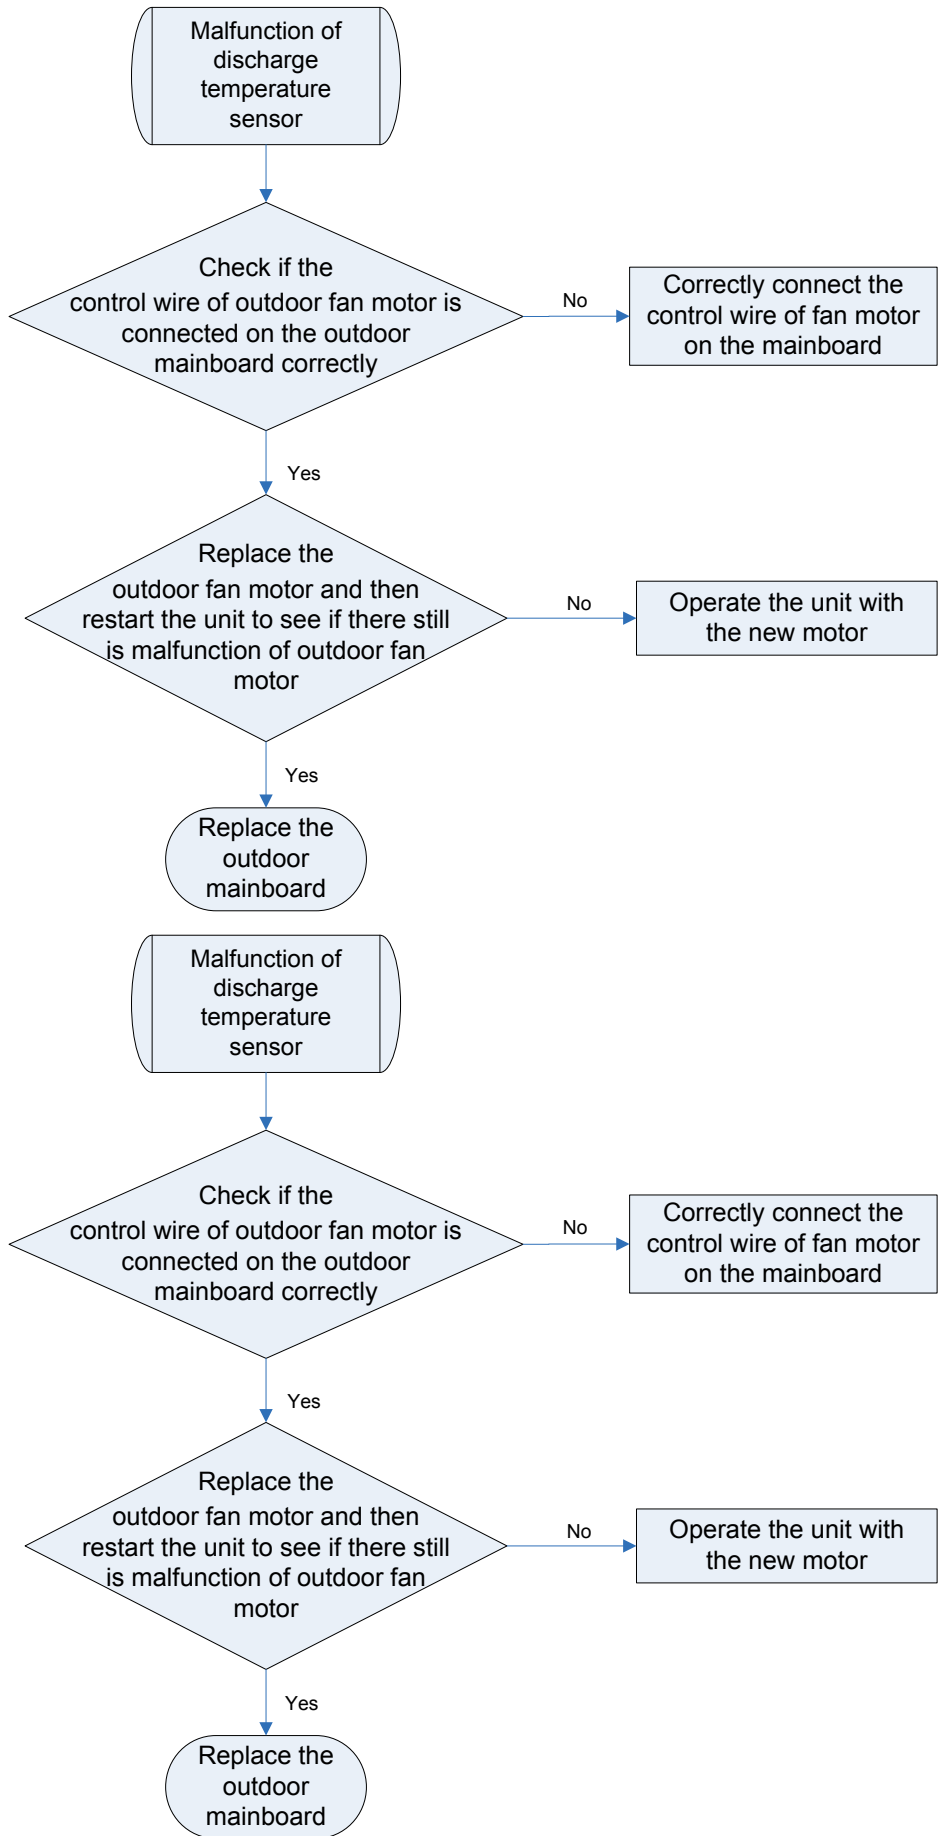 Malfunction of
discharge
temperature
sensor
Check if the
control wire of outdoor fan motor is
connected on the outdoor
mainboard correctly
No
Correctly connect the
control wire of fan motor
on the mainboard
Yes
Replace the
outdoor fan motor and then
restart the unit to see if there still
is malfunction of outdoor fan
motor
No
Operate the unit with
the new motor
Yes
Replace the
outdoor
mainboard
Malfunction of
discharge
temperature
sensor
Check if the
control wire of outdoor fan motor is
connected on the outdoor
mainboard correctly
No
Correctly connect the
control wire of fan motor
on the mainboard
Yes
Replace the
outdoor fan motor and then
restart the unit to see if there still
is malfunction of outdoor fan
motor
No
Operate the unit with
the new motor
Yes
Replace the
outdoor
mainboard